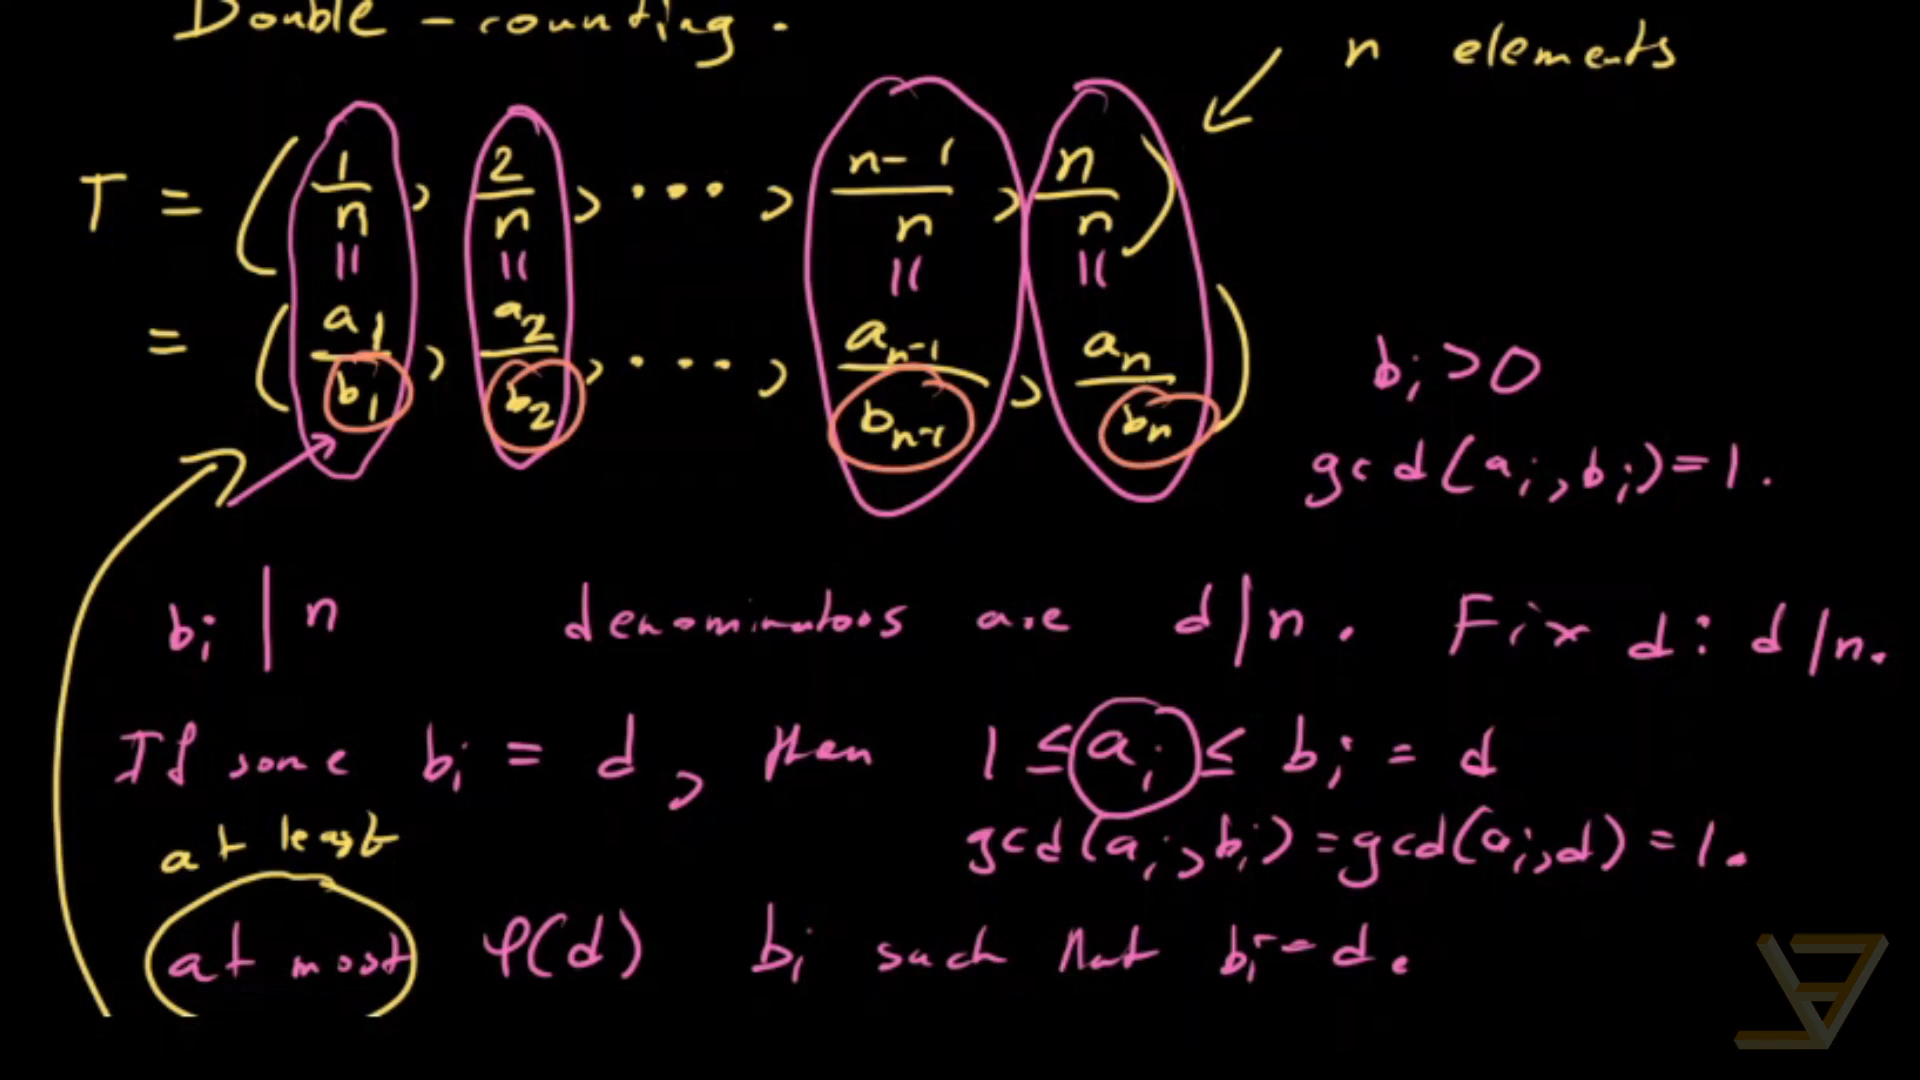 Double-counting.
n elements
T = (1/n, 2/n, ..., n-1/n, n/n)
= (a₁/b₁, a₂/b₂, ..., aₙ₋₁/bₙ₋₁, aₙ/bₙ)
bᵢ > 0
gcd(aᵢ, bᵢ) = 1.
bᵢ | n denominators are d | n. Fix d : d | n.
If some bᵢ = d, then 1 ≤ aᵢ ≤ bᵢ = d
gcd(aᵢ, bᵢ) = gcd(aᵢ, d) = 1.
at least
at most φ(d) bᵢ such that bᵢ = d.